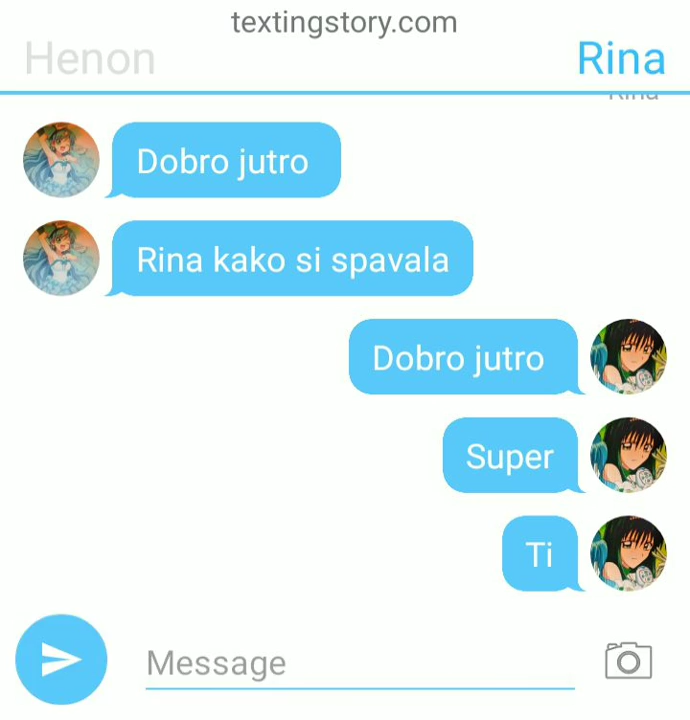 textingstory.com
Henon
Rina
Rina
Dobro jutro
Rina kako si spavala
Dobro jutro
Super
Ti
Message